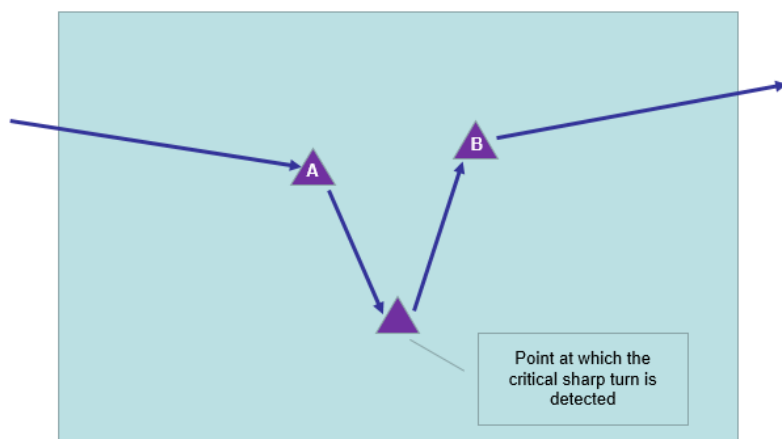 A
B
Point at which the
critical sharp turn is
detected